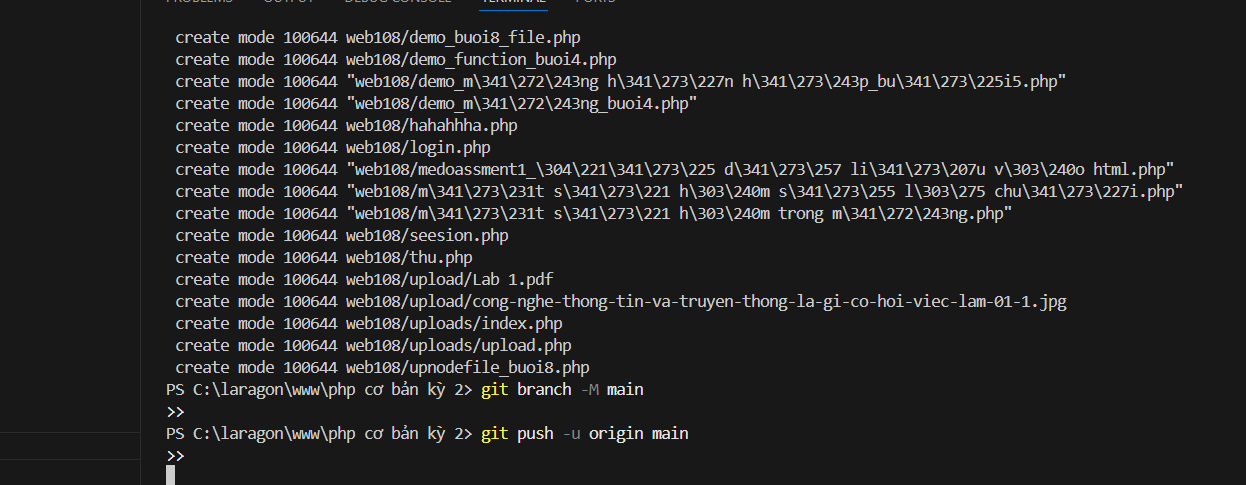 PROBLEMS OUTPUT DEBUG CONSOLE TERMINAL PORTS
create mode 100644 web108/demo_buoi8_file.php
create mode 100644 web108/demo_function_buoi4.php
create mode 100644 "web108/demo_m\341\272\243ng h\341\273\227n h\341\273\243p_bu\341\273\225i5.php"
create mode 100644 "web108/demo_m\341\272\243ng_buoi4.php"
create mode 100644 web108/hahahhha.php
create mode 100644 web108/login.php
create mode 100644 "web108/medoassment1_\304\221\341\273\225 d\341\273\257 li\341\273\207u v\303\240o html.php"
create mode 100644 "web108/m\341\273\231t s\341\273\221 h\303\240m s\341\273\255 l\303\275 chu\341\273\227i.php"
create mode 100644 "web108/m\341\273\231t s\341\273\221 h\303\240m trong m\341\272\243ng.php"
create mode 100644 web108/seesion.php
create mode 100644 web108/thu.php
create mode 100644 web108/upload/Lab 1.pdf
create mode 100644 web108/upload/cong-nghe-thong-tin-va-truyen-thong-la-gi-co-hoi-viec-lam-01-1.jpg
create mode 100644 web108/uploads/index.php
create mode 100644 web108/uploads/upload.php
create mode 100644 web108/upnodefile_buoi8.php
PS C:\laragon\www\php cơ bản kỳ 2> git branch -M main
>>
PS C:\laragon\www\php cơ bản kỳ 2> git push -u origin main
>>